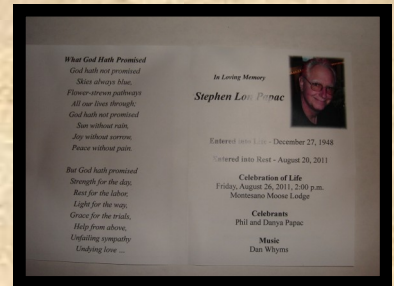 What God Hath Promised
God hath not promised
Skies always blue,
Flower-strewn pathways
All our lives through;
God hath not promised
Sun without rain,
Joy without sorrow,
Peace without pain.
But God hath promised
Strength for the day,
Rest for the labor,
Light for the way,
Grace for the trials,
Help from above,
Unfailing sympathy
Undying love ...
In Loving Memory
Stephen Lou Papac
Entered into Life - December 27, 1948
Entered into Rest - August 20, 2011
Celebration of Life
Friday, August 26, 2011, 2:00 p.m.
Montesano Moose Lodge
Celebrants
Phil and Danya Papac
Music
Dan Whyms